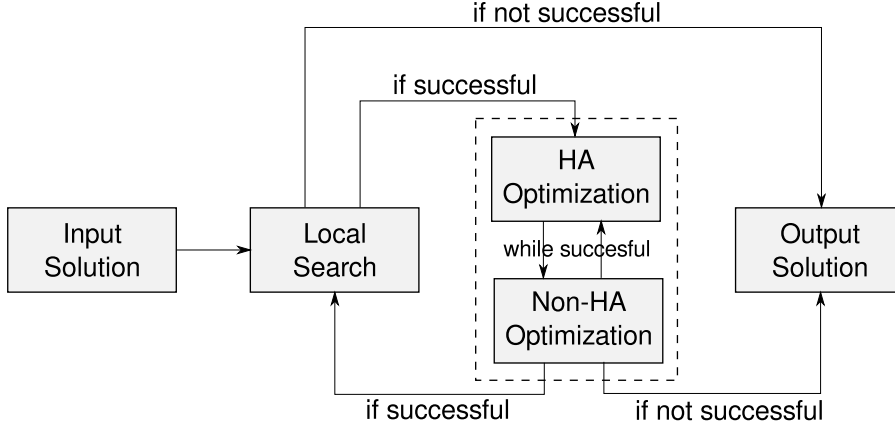 if not successful
if successful
HA
Optimization
Input
Solution
Local
Search
while succesful
Output
Solution
Non-HA
Optimization
if successful
if not successful